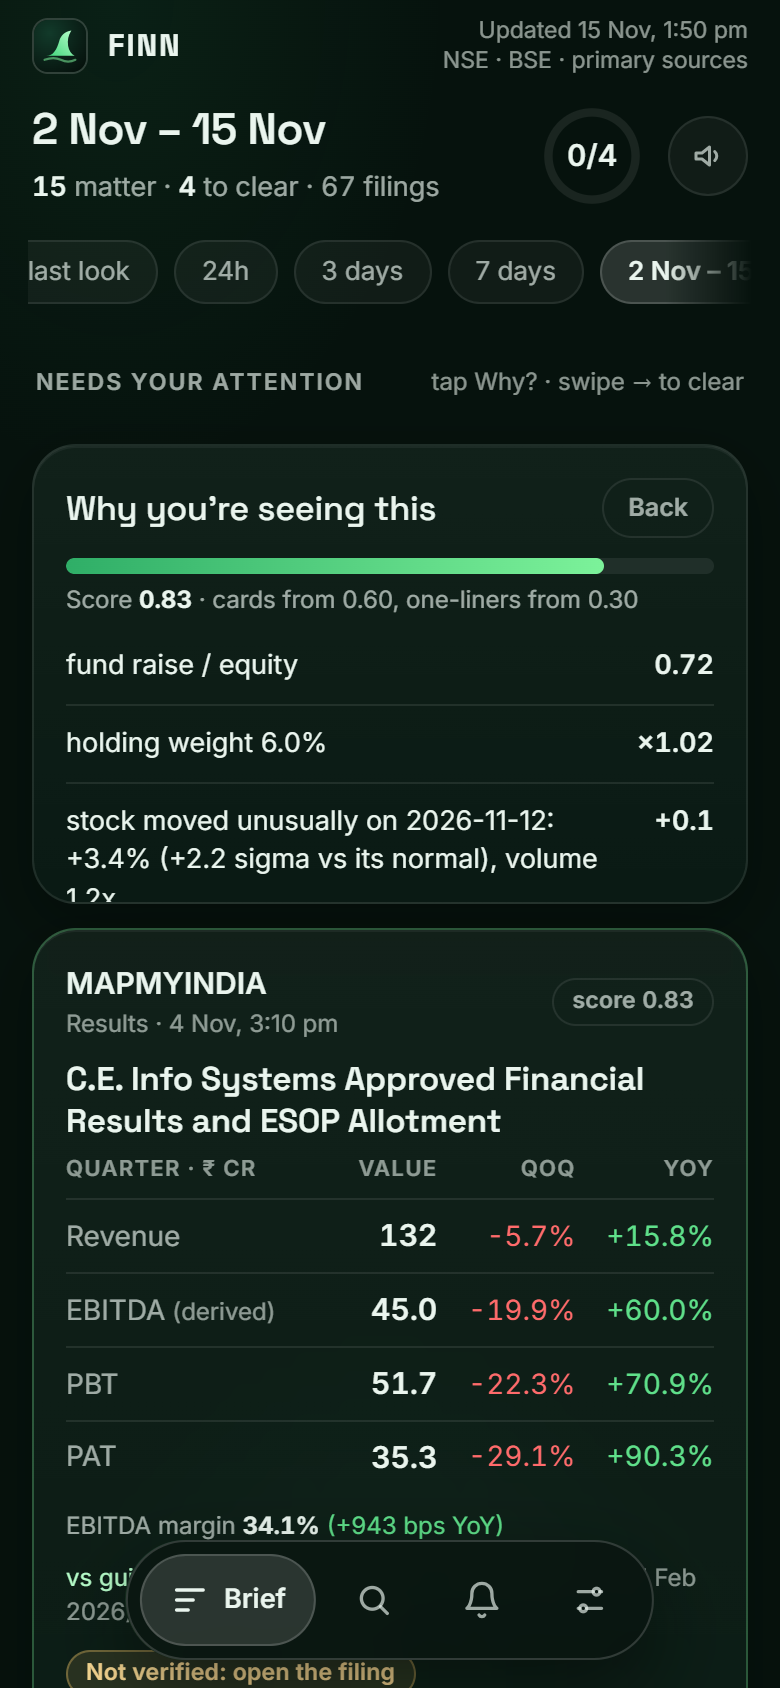 FINN
Updated 15 Nov, 1:50 pm
NSE · BSE · primary sources
2 Nov – 15 Nov
15 matter · 4 to clear · 67 filings
0/4
last look
24h
3 days
7 days
2 Nov – 15
NEEDS YOUR ATTENTION
tap Why? · swipe → to clear
Why you're seeing this
Back
Score 0.83 · cards from 0.60, one-liners from 0.30
fund raise / equity 0.72
holding weight 6.0% ×1.02
stock moved unusually on 2026-11-12: +0.1
+3.4% (+2.2 sigma vs its normal), volume
1.2x
MAPMYINDIA
score 0.83
Results · 4 Nov, 3:10 pm
C.E. Info Systems Approved Financial
Results and ESOP Allotment
QUARTER · ₹ CR VALUE QOQ YOY
Revenue 132 -5.7% +15.8%
EBITDA (derived) 45.0 -19.9% +60.0%
PBT 51.7 -22.3% +70.9%
PAT 35.3 -29.1% +90.3%
EBITDA margin 34.1% (+943 bps YoY)
vs Feb
2026,
Brief
Not verified: open the filing